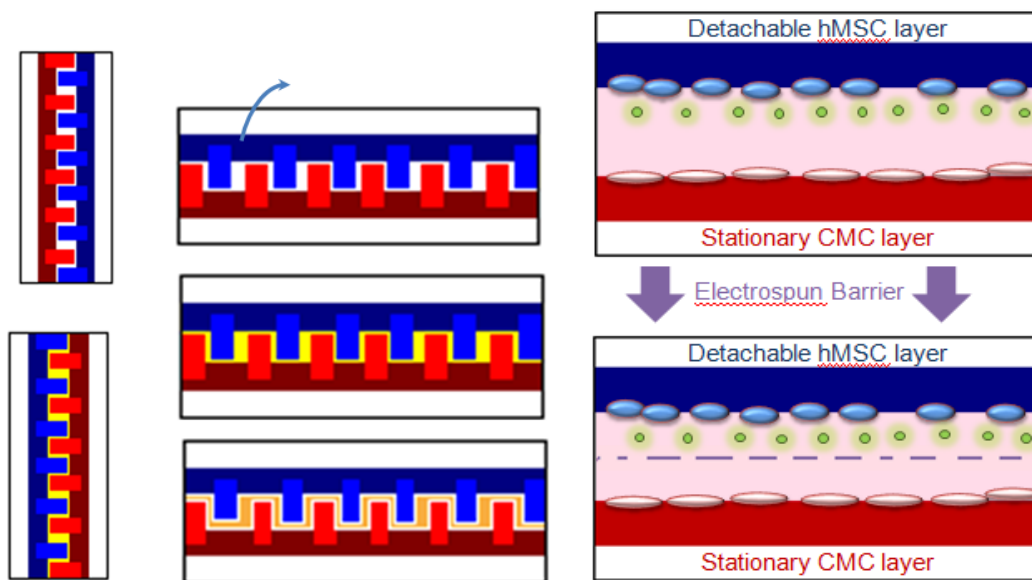 Detachable hMSC layer
Stationary CMC layer
Electrospun Barrier
Detachable hMSC layer
Stationary CMC layer